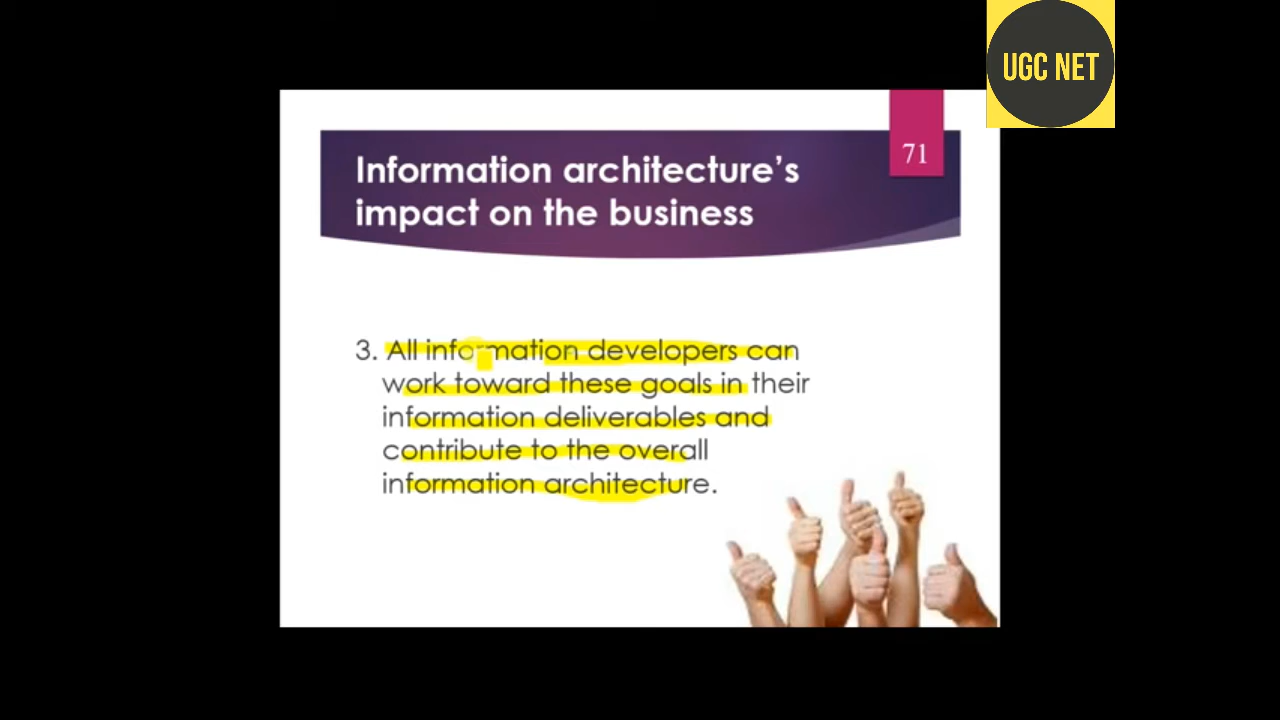 UGC NET
71
Information architecture's
impact on the business
3. All information developers can
work toward these goals in their
information deliverables and
contribute to the overall
information architecture.